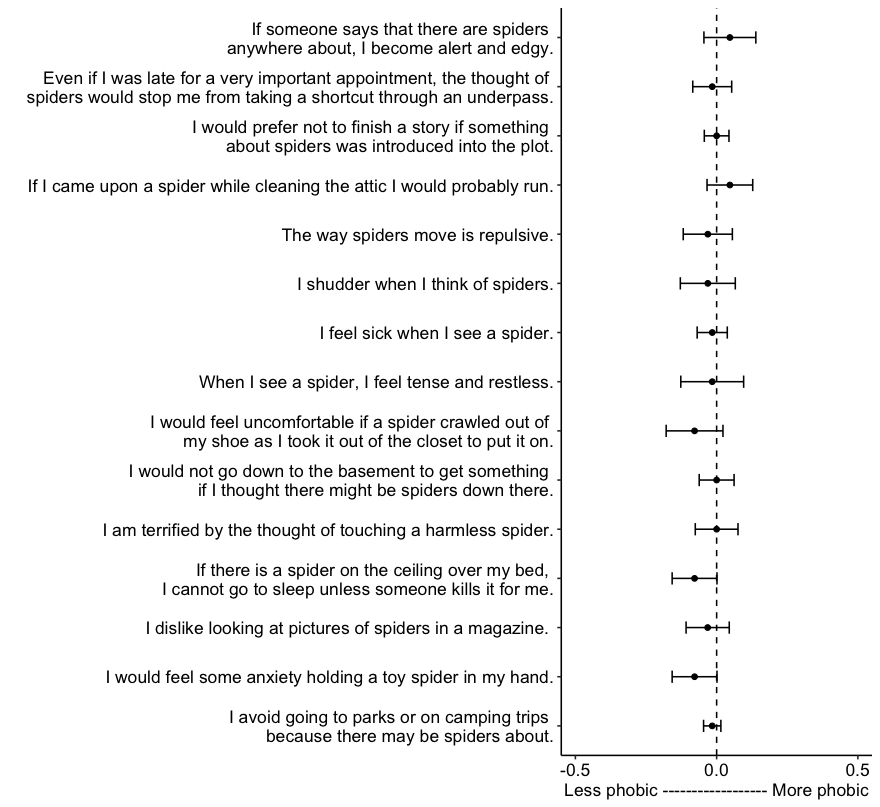 If someone says that there are spiders
anywhere about, I become alert and edgy.
Even if I was late for a very important appointment, the thought of
spiders would stop me from taking a shortcut through an underpass.
I would prefer not to finish a story if something
about spiders was introduced into the plot.
If I came upon a spider while cleaning the attic I would probably run.
The way spiders move is repulsive.
I shudder when I think of spiders.
I feel sick when I see a spider.
When I see a spider, I feel tense and restless.
I would feel uncomfortable if a spider crawled out of
my shoe as I took it out of the closet to put it on.
I would not go down to the basement to get something
if I thought there might be spiders down there.
I am terrified by the thought of touching a harmless spider.
If there is a spider on the ceiling over my bed,
I cannot go to sleep unless someone kills it for me.
I dislike looking at pictures of spiders in a magazine.
I would feel some anxiety holding a toy spider in my hand.
I avoid going to parks or on camping trips
because there may be spiders about.
-0.5 0.0 0.5
Less phobic ------------------ More phobic